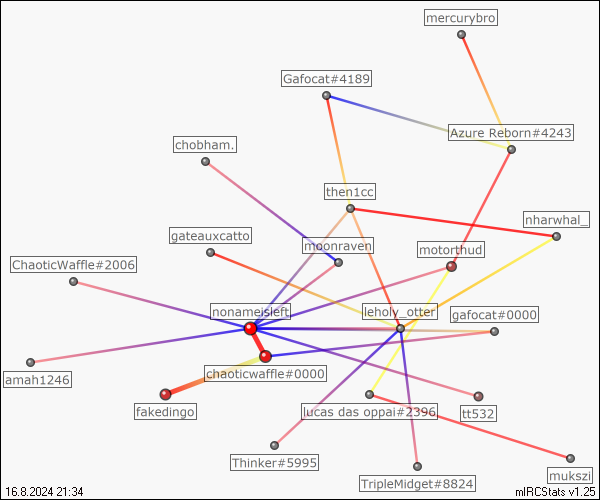 mercurybro
Gafocat#4189
Azure Reborn#4243
chobham.
then1cc
nharwhal_
gateauxcatto
moonraven
motorthud
ChaoticWaffle#2006
nonameisleft
leholy_otter
gafocat#0000
chaoticwaffle#0000
amah1246
fakedingo
lucas das oppai#2396
tt532
Thinker#5995
TripleMidget#8824
mukszi
16.8.2024 21:34
mIRCStats v1.25